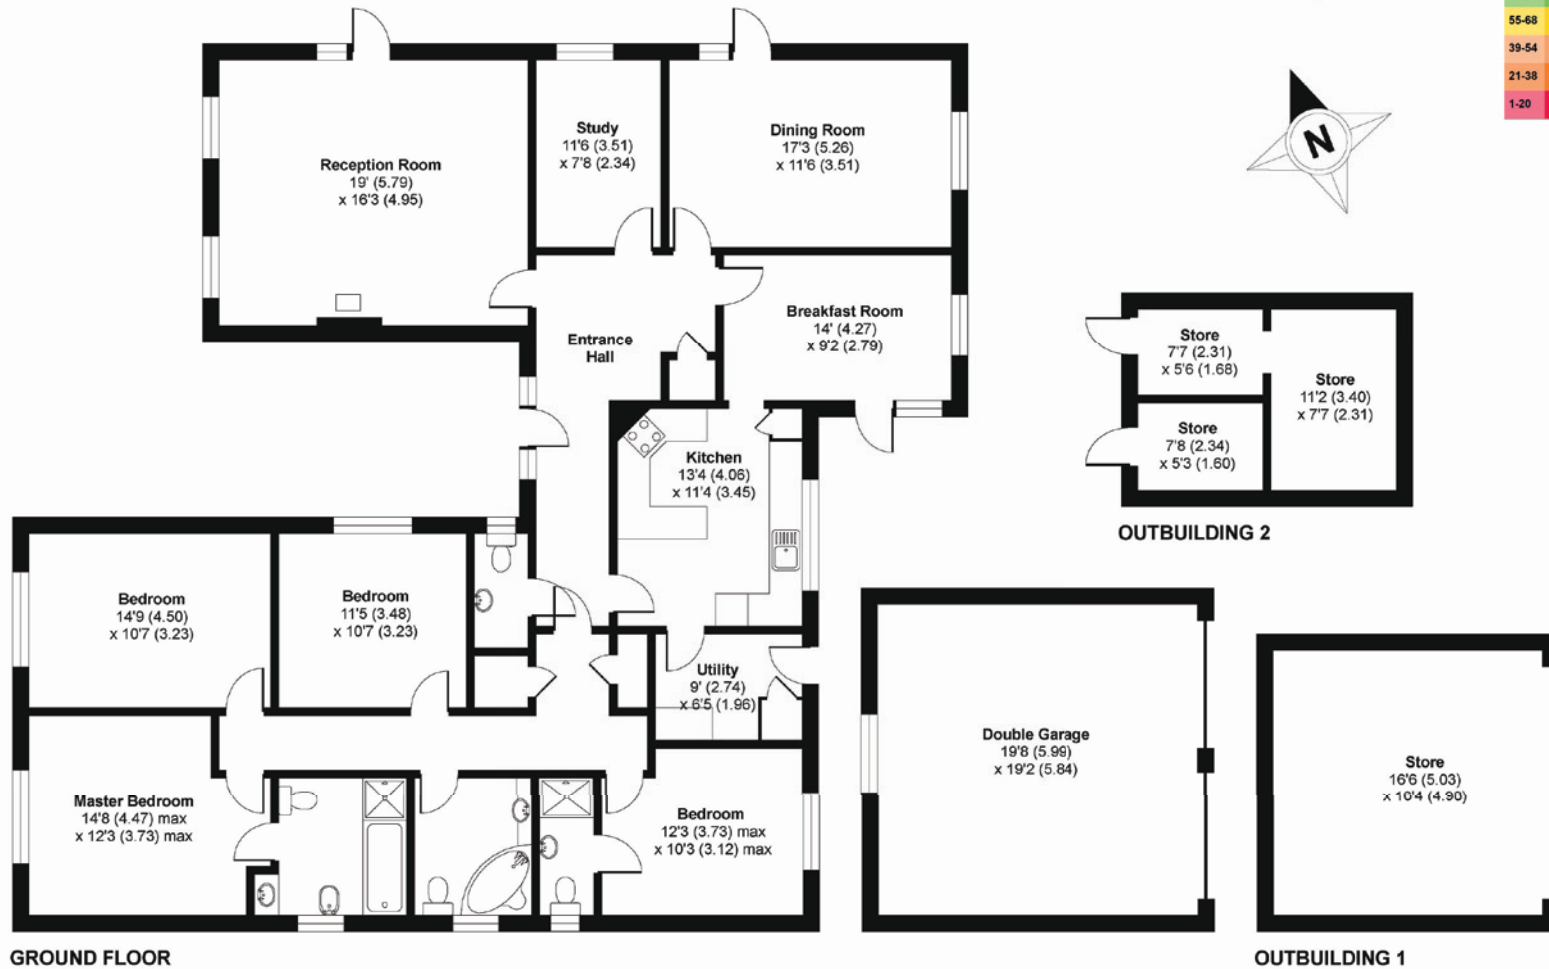 55-68
39-54
21-38
1-20
N
Reception Room
19' (5.79)
x 16'3 (4.95)
Study
11'6 (3.51)
x 7'8 (2.34)
Dining Room
17'3 (5.26)
x 11'6 (3.51)
Entrance
Hall
Breakfast Room
14' (4.27)
x 9'2 (2.79)
Kitchen
13'4 (4.06)
x 11'4 (3.45)
Store
7'7 (2.31)
x 5'6 (1.68)
Store
11'2 (3.40)
x 7'7 (2.31)
Store
7'8 (2.34)
x 5'3 (1.60)
OUTBUILDING 2
Bedroom
14'9 (4.50)
x 10'7 (3.23)
Bedroom
11'5 (3.48)
x 10'7 (3.23)
Utility
9' (2.74)
x 6'5 (1.96)
Master Bedroom
14'8 (4.47) max
x 12'3 (3.73) max
Bedroom
12'3 (3.73) max
x 10'3 (3.12) max
Double Garage
19'8 (5.99)
x 19'2 (5.84)
Store
16'6 (5.03)
x 10'4 (4.90)
GROUND FLOOR
OUTBUILDING 1